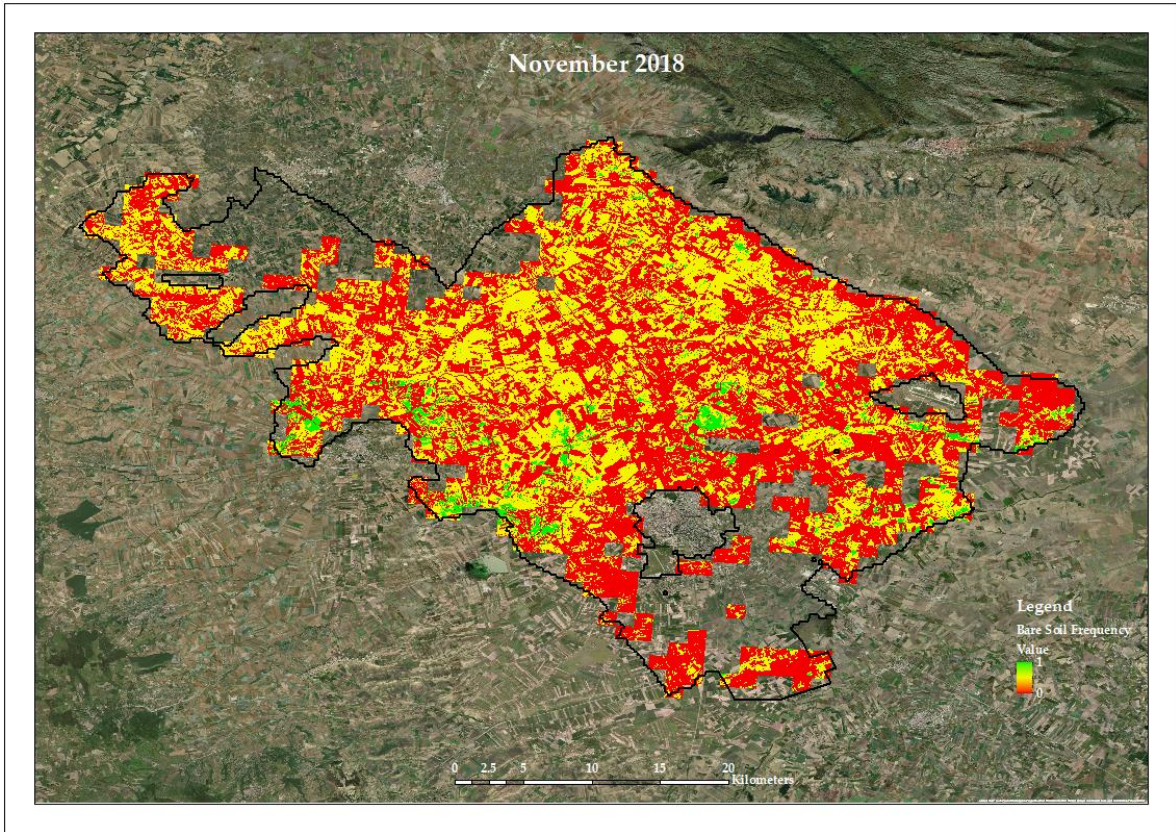 November 2018
Legend
Bare Soil Frequency
Value
1
0
0 2.5 5 10 15 20
Kilometers